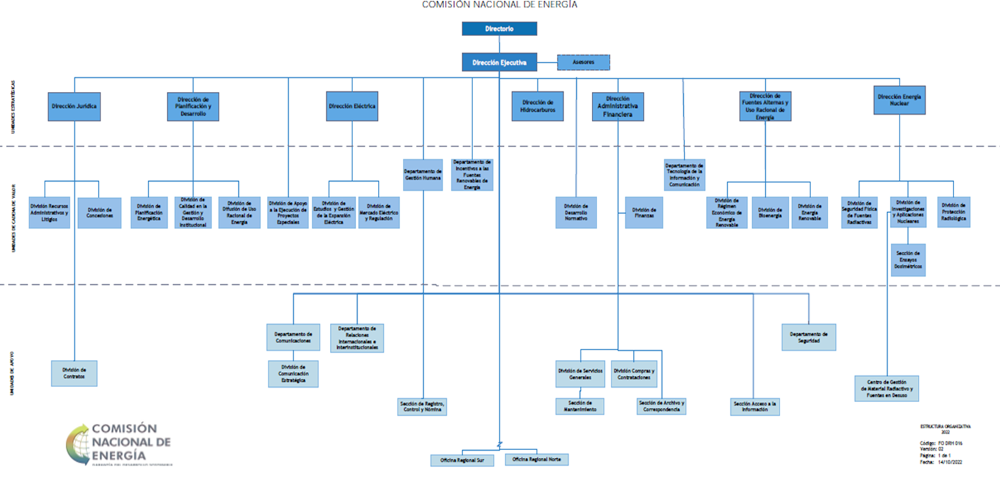 COMISIÓN NACIONAL DE ENERGÍA
Directorio
Dirección Ejecutiva
Asesores
UNIDADES ESTRATÉGICAS
Dirección Jurídica
Dirección de
Planificación y
Desarrollo
Dirección Eléctrica
Dirección de
Hidrocarburos
Dirección
Administrativa
Financiera
Dirección de
Fuentes Alternas y
Uso Racional de
Energía
Dirección Energía
Nuclear
UNIDADES DE CADENA DE VALOR
Departamento de
Gestión Humana
Departamento de
Incentivos a las
Fuentes
Renovables de
Energía
Departamento de
Tecnología de la
Información y
Comunicación
División Recursos
Administrativos y
Litigios
División de
Concesiones
División de
Planificación
Energética
División de
Calidad en la
Gestión y
Desarrollo
Institucional
División de
Difusión de Uso
Racional de
Energía
División de Apoyo
a la Ejecución de
Proyectos
Especiales
División de
Estudios y Gestión
de la Expansión
Eléctrica
División de
Mercado Eléctrico
y Regulación
División de
Desarrollo
Normativo
División de
Finanzas
División de
Régimen
Económico de
Energía
Renovable
División de
Bioenergía
División de
Energía
Renovable
División de
Seguridad Física
de Fuentes
Radiactivas
División de
Investigaciones
y Aplicaciones
Nucleares
División de
Protección
Radiológica
Sección de
Ensayos
Dosimétricos
UNIDADES DE APOYO
Departamento de
Comunicaciones
Departamento de
Relaciones
Internacionales e
Interinstitucionales
Departamento de
Seguridad
División de
Contratos
División de
Comunicación
Estratégica
División de Servicios
Generales
División Compras y
Contrataciones
Centro de Gestión
de Material Radiactivo y
Fuentes en Desuso
Sección de Registro,
Control y Nómina
Sección de
Mantenimiento
Sección de Archivo y
Correspondencia
Sección Acceso a la
Información
Oficina Regional Sur
Oficina Regional Norte
COMISIÓN
NACIONAL DE
ENERGÍA
ESTRUCTURA ORGANIZATIVA
2022
Código: FO DRH 016
Versión: 02
Página: 1 de 1
Fecha: 14/10/2022